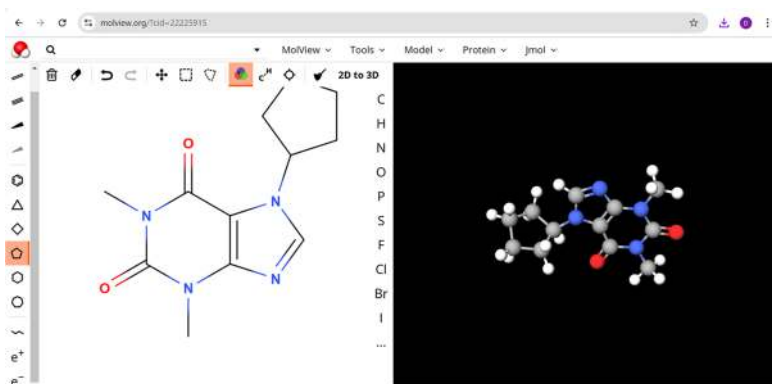 molview.org/?cid=22225915
MolView Tools Model Protein Jmol
2D to 3D
C
H
N
O
P
S
F
Cl
Br
I
...
e+
e−
O
N
N
N
O
N